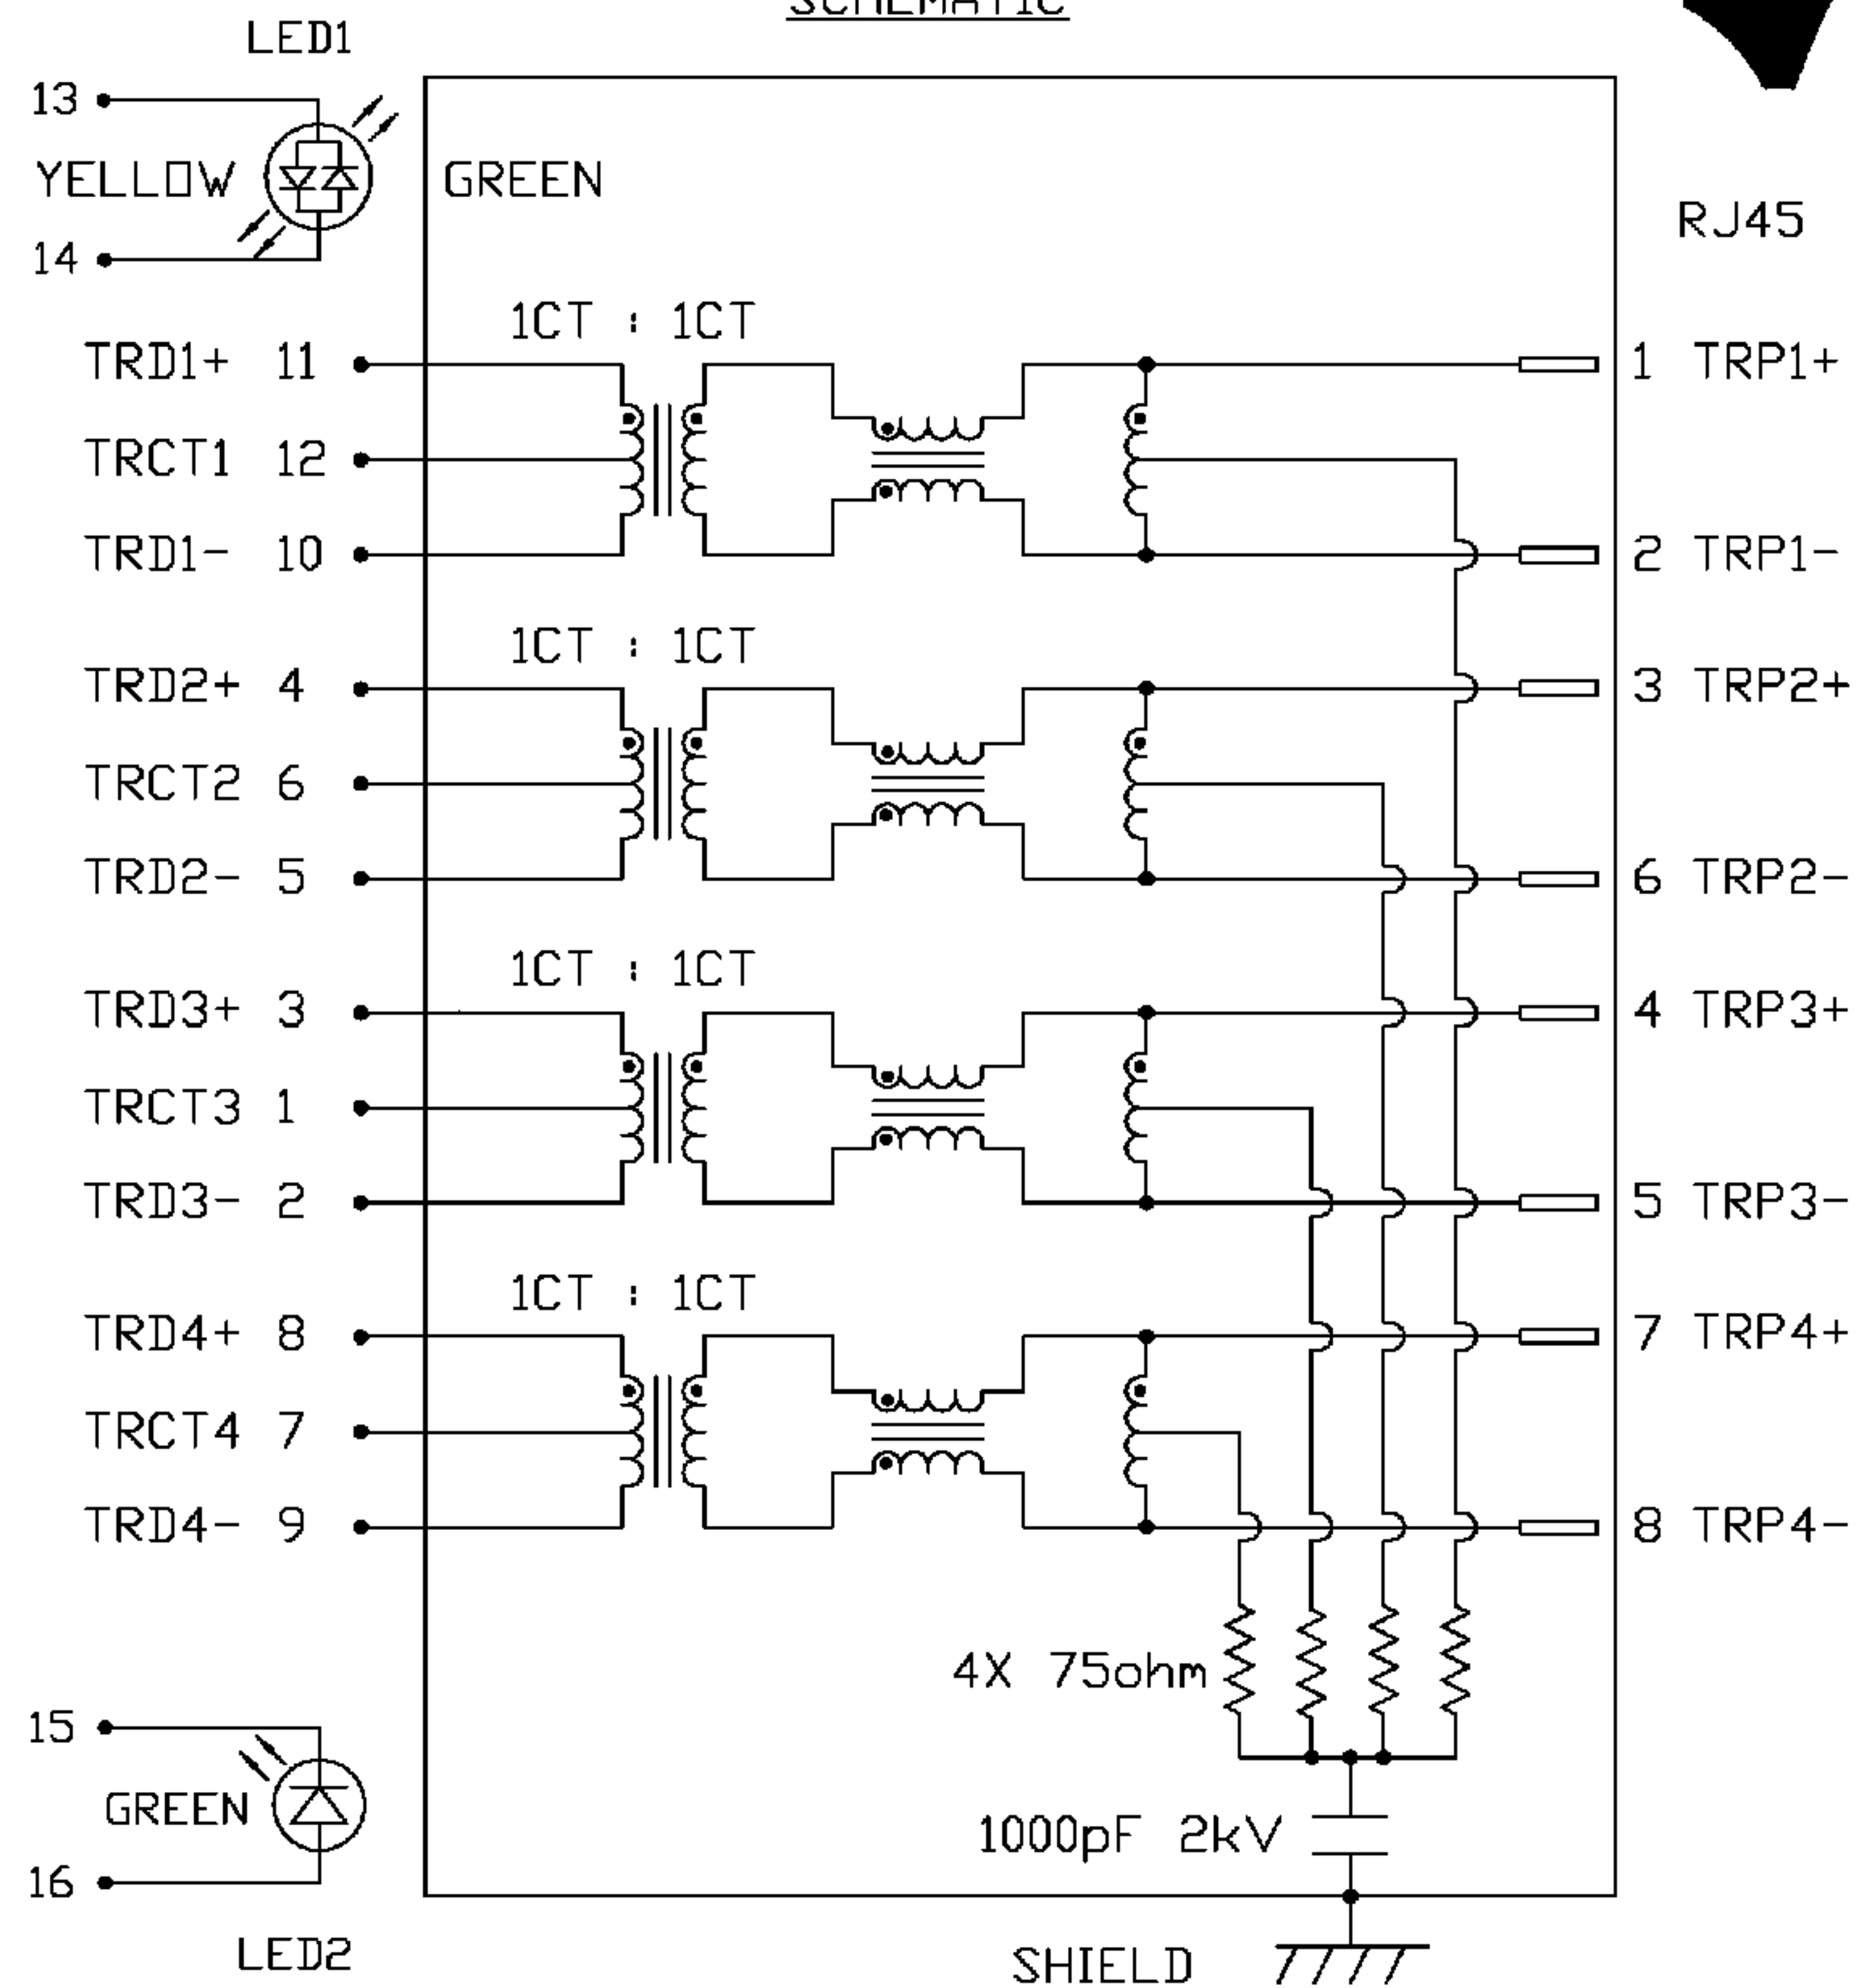 SCHEMATIC
LED1
13
YELLOW GREEN
RJ45
14
1CT : 1CT
TRD1+ 11 1 TRP1+
TRCT1 12
TRD1- 10 2 TRP1-
1CT : 1CT
TRD2+ 4 3 TRP2+
TRCT2 6
TRD2- 5 6 TRP2-
1CT : 1CT
TRD3+ 3 4 TRP3+
TRCT3 1
TRD3- 2 5 TRP3-
1CT : 1CT
TRD4+ 8 7 TRP4+
TRCT4 7
TRD4- 9 8 TRP4-
4X 75ohm
15
GREEN
1000pF 2kV
16
LED2
SHIELD